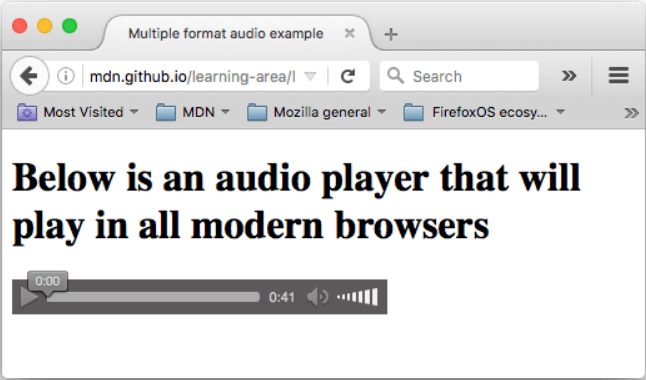 Multiple format audio example
mdn.github.io/learning-area/l
Search
Most Visited MDN Mozilla general FirefoxOS ecosy...
Below is an audio player that will
play in all modern browsers
0:00
0:41